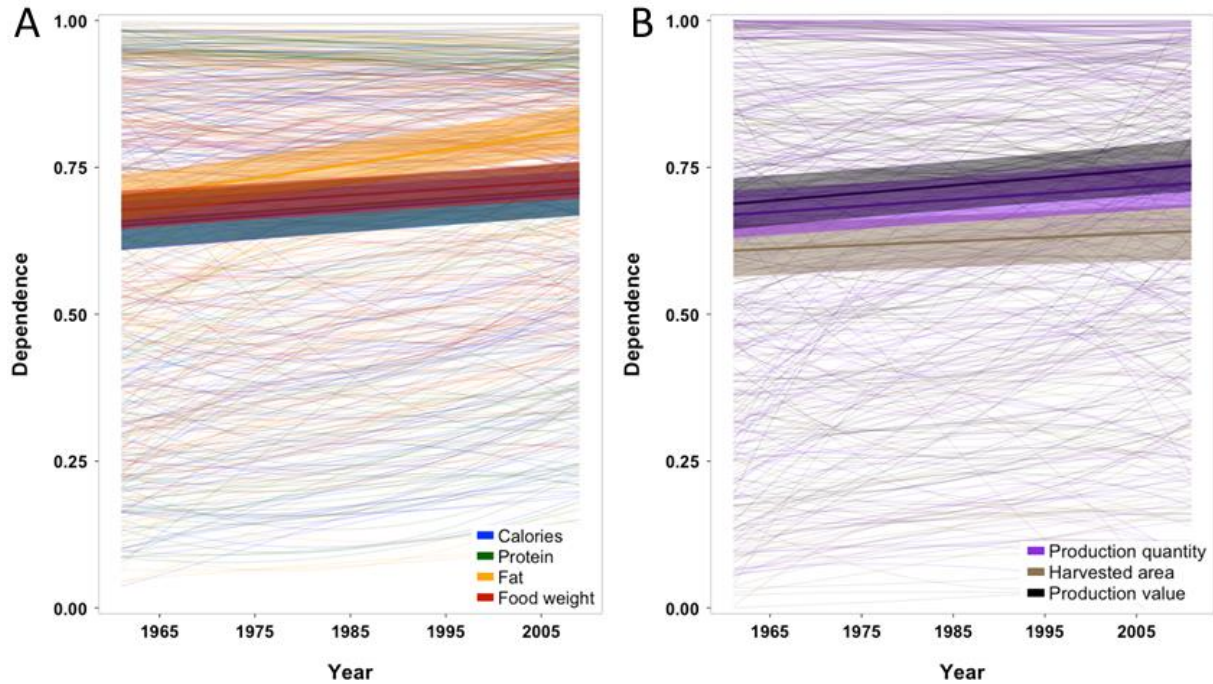 A
1.00
0.75
0.50
0.25
0.00
Dependence
1965 1975 1985 1995 2005
Year
Calories
Protein
Fat
Food weight
B
1.00
0.75
0.50
0.25
0.00
Dependence
1965 1975 1985 1995 2005
Year
Production quantity
Harvested area
Production value